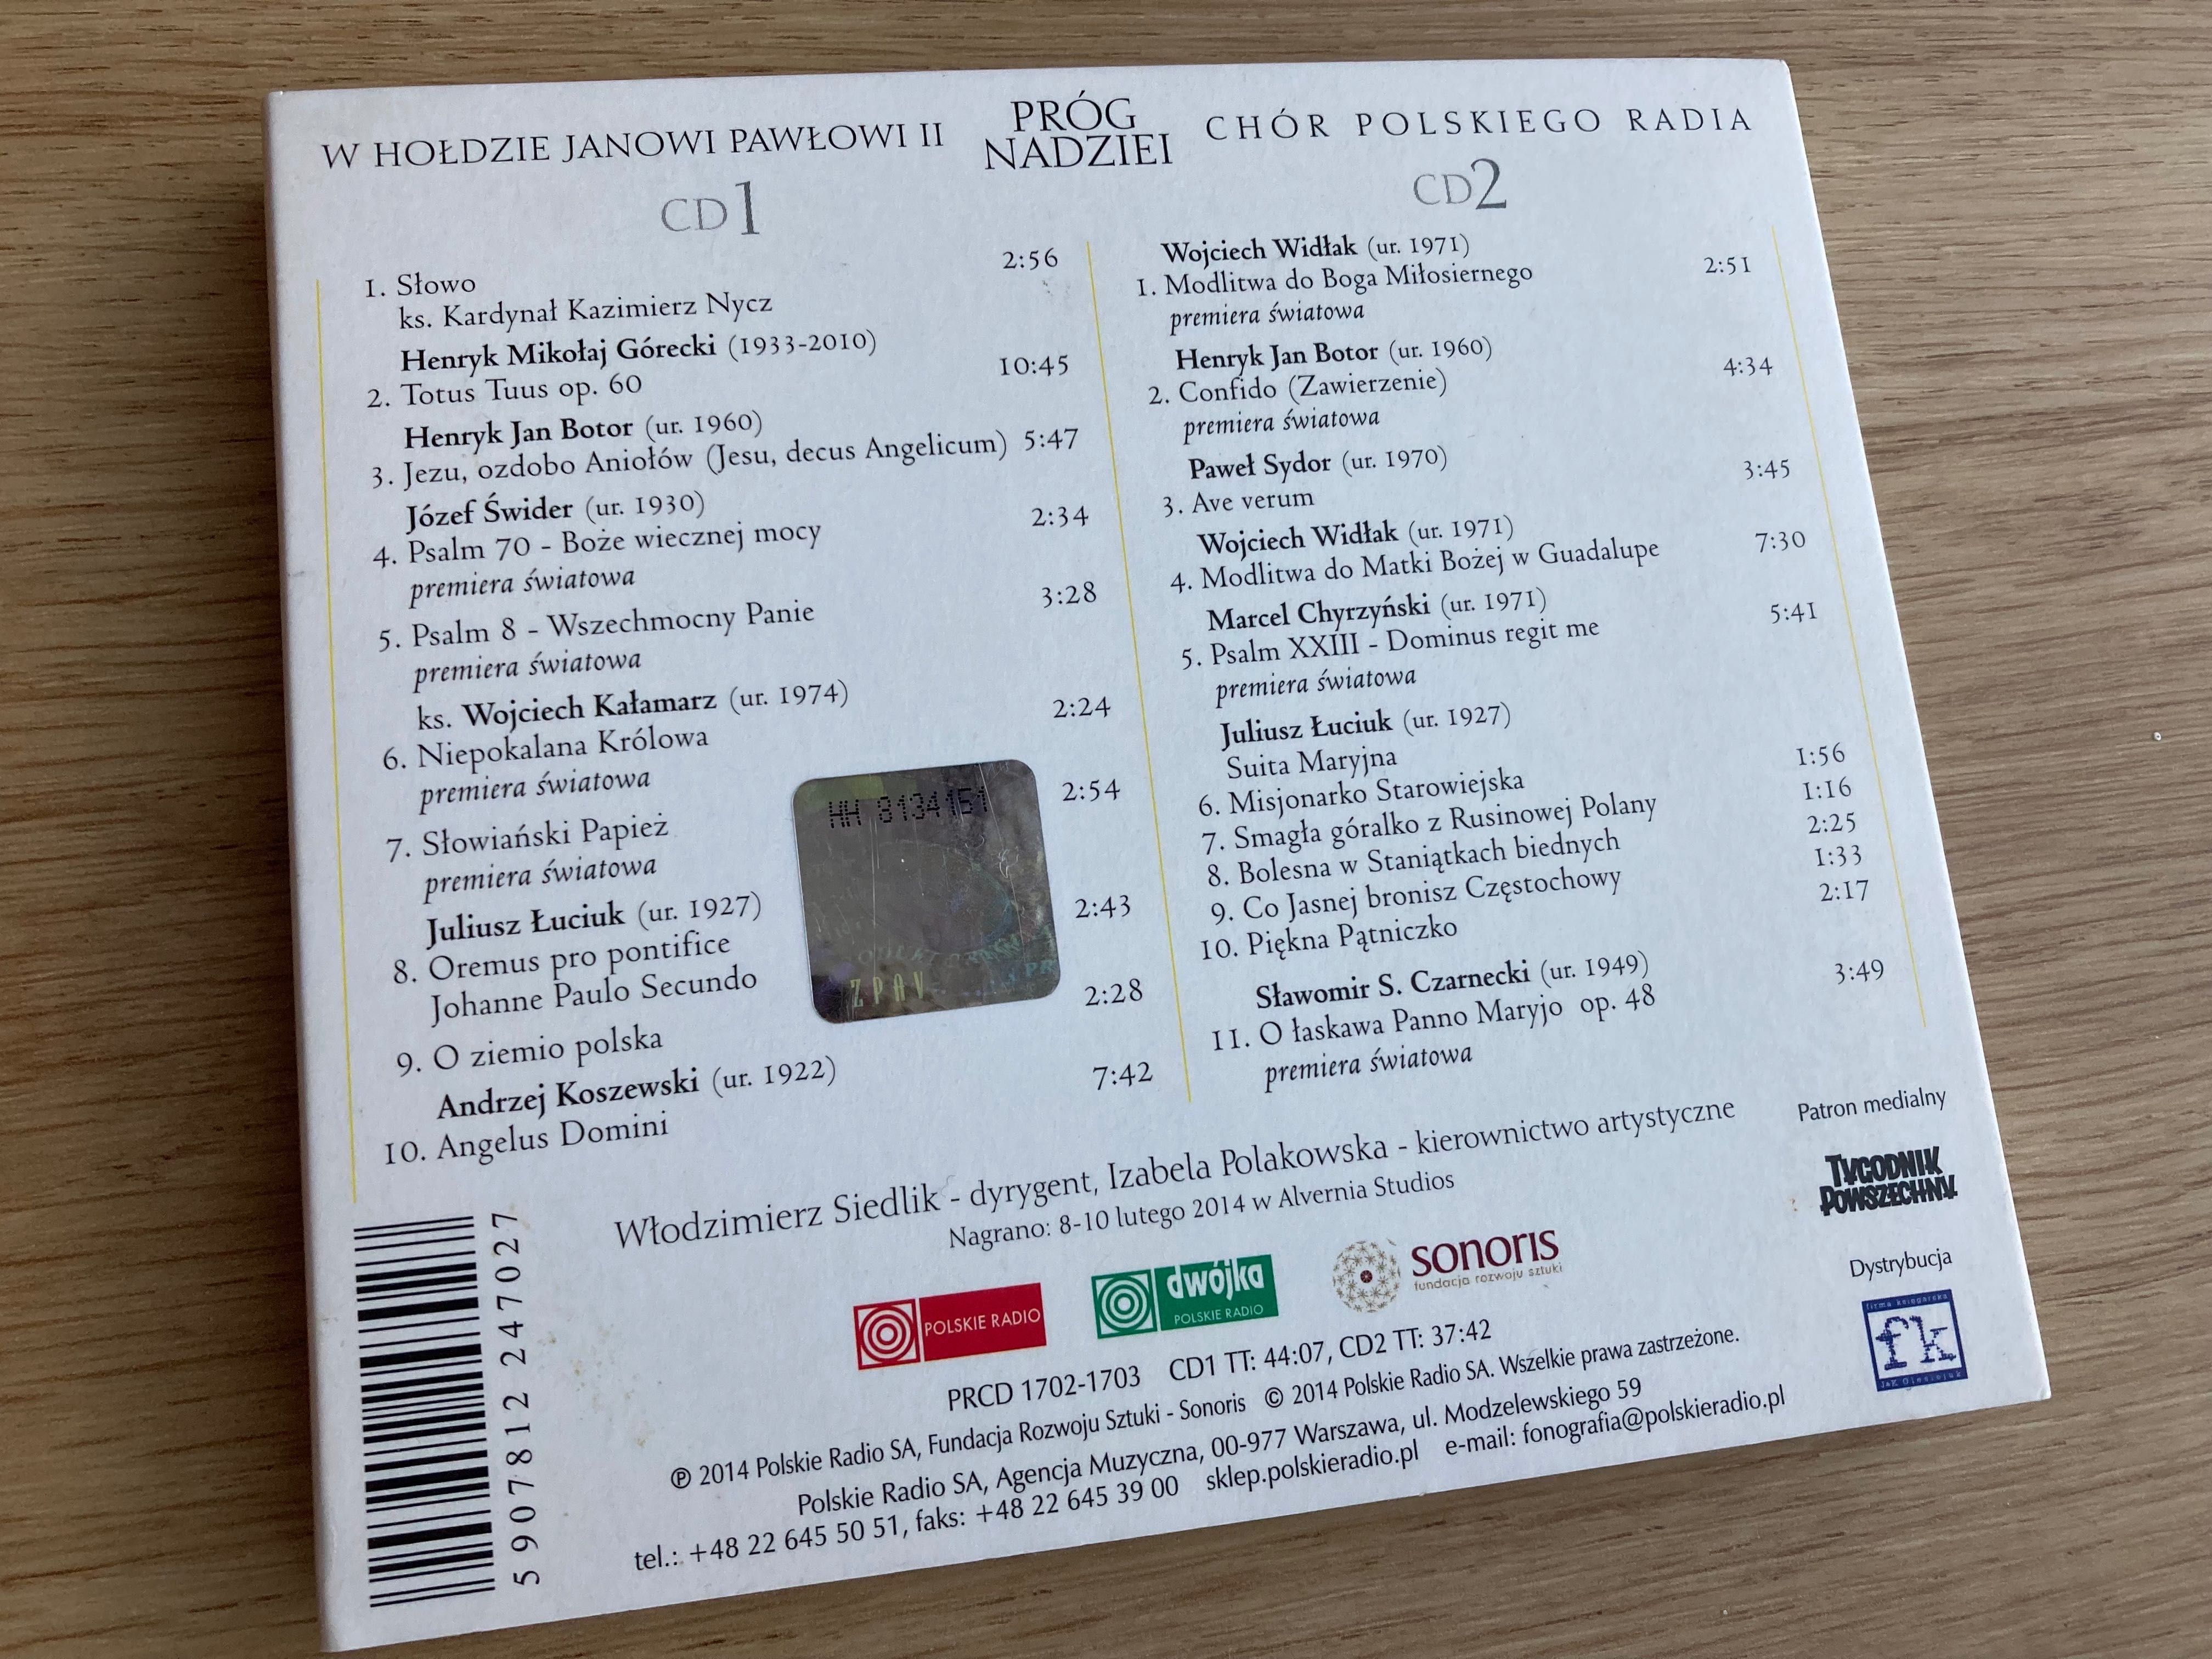 W HOŁDZIE JANOWI PAWŁOWI II
PRÓG
NADZIEI
CHÓR POLSKIEGO RADIA
CD1
1. Słowo 2:56
ks. Kardynał Kazimierz Nycz
Henryk Mikołaj Górecki (1933-2010)
2. Totus Tuus op. 60 10:45
Henryk Jan Botor (ur. 1960)
3. Jezu, ozdobo Aniołów (Jesu, decus Angelicum) 5:47
Józef Świder (ur. 1930)
4. Psalm 70 - Boże wiecznej mocy 2:34
premiera światowa
5. Psalm 8 - Wszechmocny Panie 3:28
premiera światowa
ks. Wojciech Kałamarz (ur. 1974)
6. Niepokalana Królowa 2:24
premiera światowa
7. Słowiański Papież 2:54
premiera światowa
Juliusz Łuciuk (ur. 1927)
8. Oremus pro pontifice 2:43
Johanne Paulo Secundo
9. O ziemio polska 2:28
Andrzej Koszewski (ur. 1922)
10. Angelus Domini 7:42
HH 8134151
ZPAV
CD2
Wojciech Widłak (ur. 1971)
1. Modlitwa do Boga Miłosiernego 2:51
premiera światowa
Henryk Jan Botor (ur. 1960)
2. Confido (Zawierzenie) 4:34
premiera światowa
Paweł Sydor (ur. 1970)
3. Ave verum 3:45
Wojciech Widłak (ur. 1971)
4. Modlitwa do Matki Bożej w Guadalupe 7:30
Marcel Chyrzyński (ur. 1971)
5. Psalm XXIII - Dominus regit me 5:41
premiera światowa
Juliusz Łuciuk (ur. 1927)
Suita Maryjna
6. Misjonarko Starowiejska 1:56
7. Smagła góralko z Rusinowej Polany 1:16
8. Bolesna w Staniątkach biednych 2:25
9. Co Jasnej bronisz Częstochowy 1:33
10. Piękna Pątniczko 2:17
Sławomir S. Czarnecki (ur. 1949)
11. O łaskawa Panno Maryjo op. 48 3:49
premiera światowa
Włodzimierz Siedlik - dyrygent, Izabela Polakowska - kierownictwo artystyczne
Nagrano: 8-10 lutego 2014 w Alvernia Studios
Patron medialny
TYGODNIK
POWSZECHNY
Dystrybucja
firma księgarska
fk
J&K Olesiejuk
POLSKIE RADIO
dwójka
POLSKIE RADIO
sonoris
fundacja rozwoju sztuki
PRCD 1702-1703 CD1 TT: 44:07, CD2 TT: 37:42
℗ 2014 Polskie Radio SA, Fundacja Rozwoju Sztuki - Sonoris © 2014 Polskie Radio SA. Wszelkie prawa zastrzeżone.
Polskie Radio SA, Agencja Muzyczna, 00-977 Warszawa, ul. Modzelewskiego 59
tel.: +48 22 645 50 51, faks: +48 22 645 39 00 sklep.polskieradio.pl e-mail: fonografia@polskieradio.pl
5907812247027